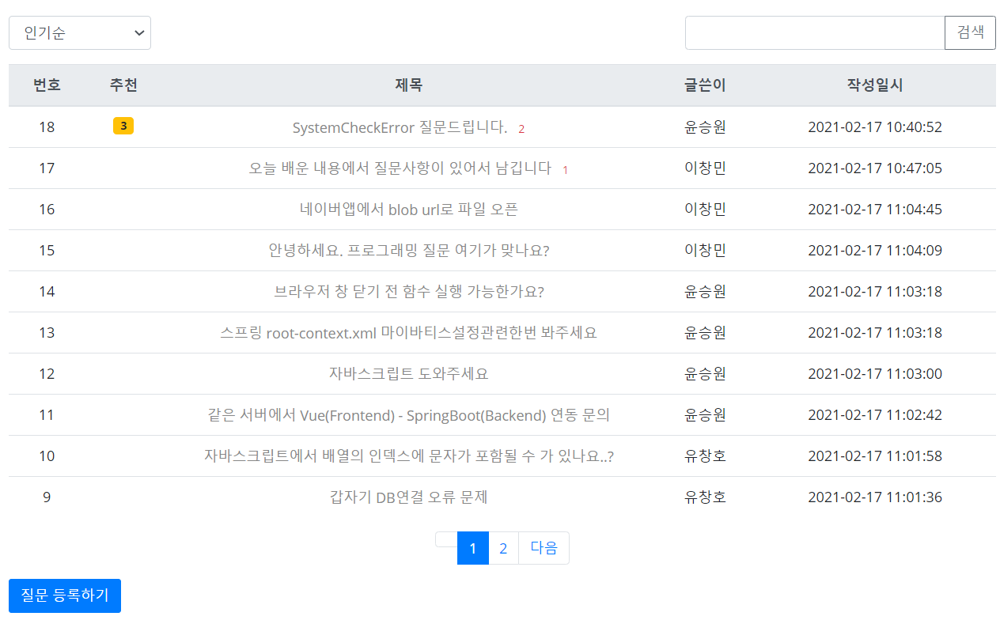 인기순 검색
번호 추천 제목 글쓴이 작성일시
18 3 SystemCheckError 질문드립니다. 2 윤승원 2021-02-17 10:40:52
17 오늘 배운 내용에서 질문사항이 있어서 남깁니다 1 이창민 2021-02-17 10:47:05
16 네이버앱에서 blob url로 파일 오픈 이창민 2021-02-17 11:04:45
15 안녕하세요. 프로그래밍 질문 여기가 맞나요? 이창민 2021-02-17 11:04:09
14 브라우저 창 닫기 전 함수 실행 가능한가요? 윤승원 2021-02-17 11:03:18
13 스프링 root-context.xml 마이바티스설정관련한번 봐주세요 윤승원 2021-02-17 11:03:18
12 자바스크립트 도와주세요 윤승원 2021-02-17 11:03:00
11 같은 서버에서 Vue(Frontend) - SpringBoot(Backend) 연동 문의 윤승원 2021-02-17 11:02:42
10 자바스크립트에서 배열의 인덱스에 문자가 포함될 수 가 있나요..? 유창호 2021-02-17 11:01:58
9 갑자기 DB연결 오류 문제 유창호 2021-02-17 11:01:36
1 2 다음
질문 등록하기